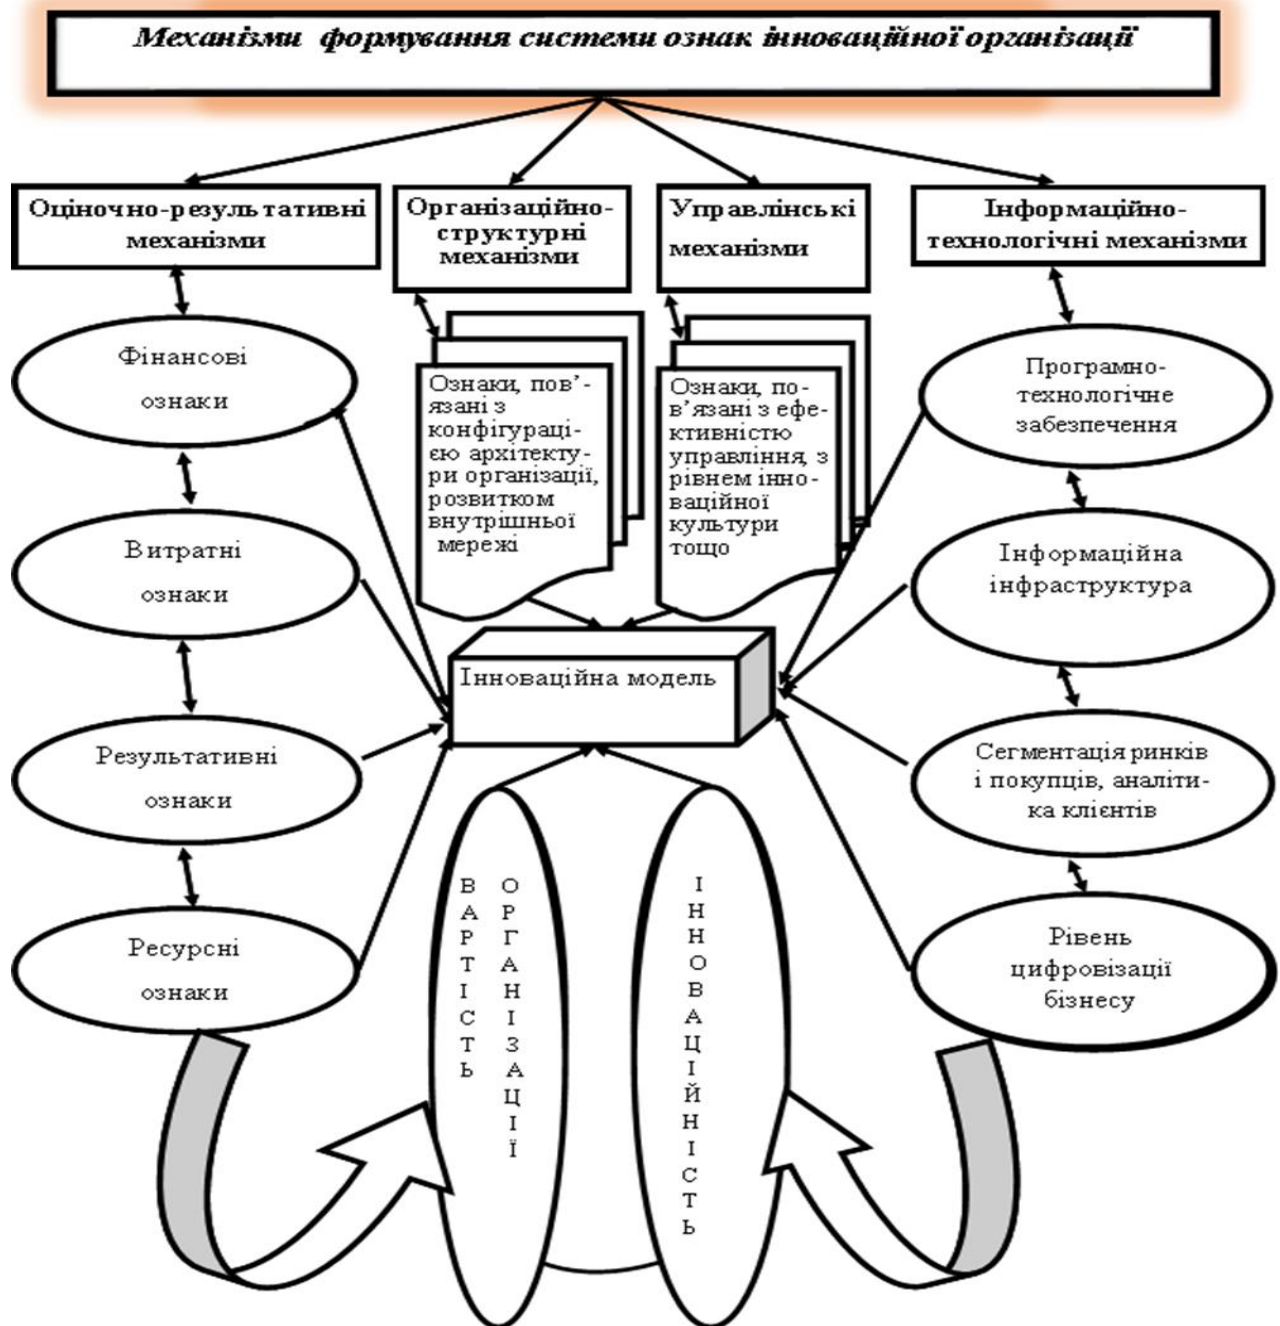 Механізми формування системи ознак інноваційної організації
Оціночно-результативні
механізми
Організаційно-
структурні
механізми
Управлінські
механізми
Інформаційно-
технологічні механізми
Фінансові
ознаки
Витратні
ознаки
Результативні
ознаки
Ресурсні
ознаки
Ознаки, пов’-
язані з
конфігураці-
єю архітекту-
ри організації,
розвитком
внутрішньої
мережі
Ознаки, по-
в’язані з ефе-
ктивністю
управління, з
рівнем інно-
ваційної
культури
тощо
Програмно-
технологічне
забезпечення
Інформаційна
інфраструктура
Сегментація ринків
і покупців, аналіти-
ка клієнтів
Рівень
цифровізації
бізнесу
Інноваційна модель
ВАРТІСТЬ
ОРГАНІЗАЦІЇ
ІННОВАЦІЙНІСТЬ